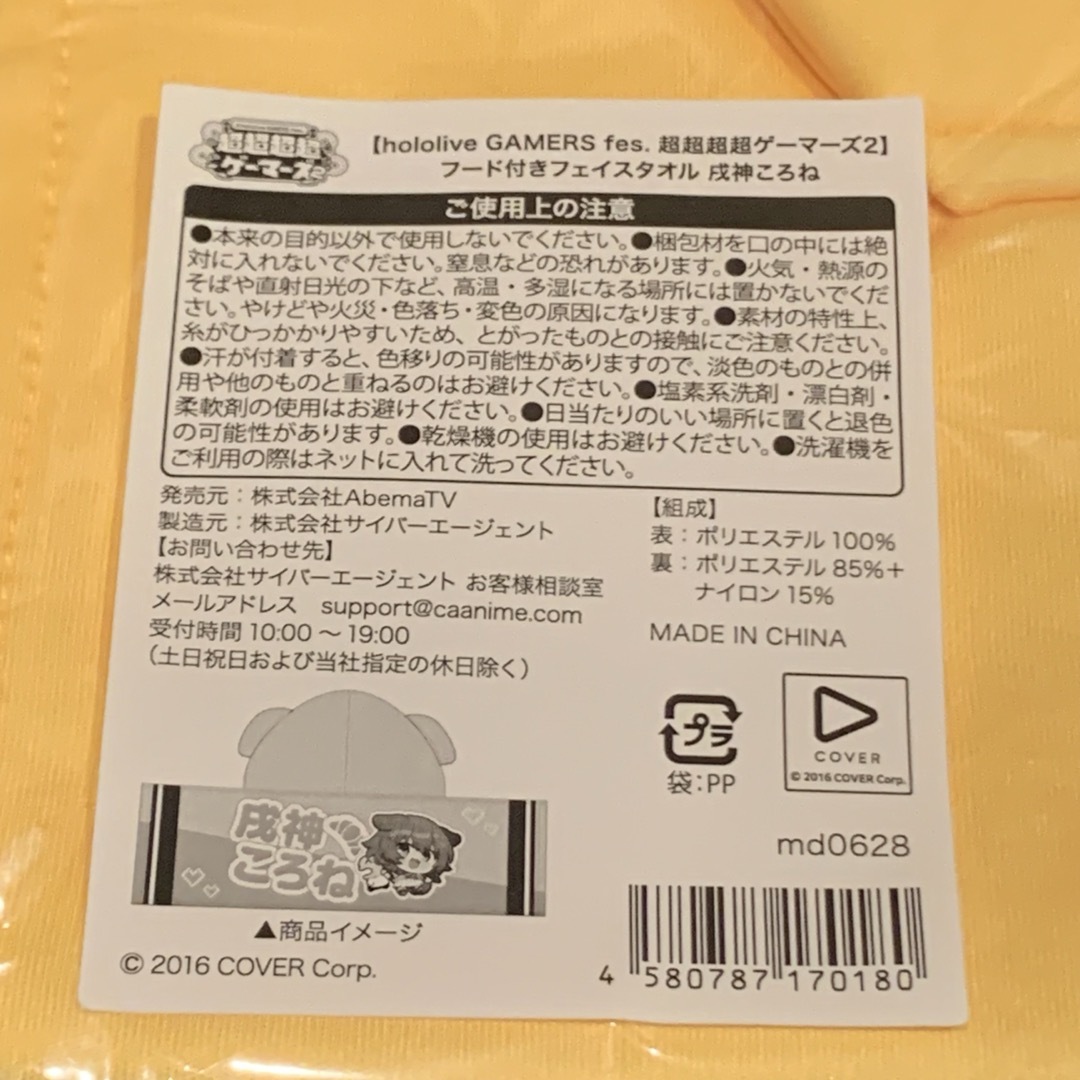 ゲーマーズ2
【hololive GAMERS fes. 超超超超ゲーマーズ2】
フード付きフェイスタオル 戌神ころね
ご使用上の注意
●本来の目的以外で使用しないでください。●梱包材を口の中には絶
対に入れないでください。窒息などの恐れがあります。●火気・熱源の
そばや直射日光の下など、高温・多湿になる場所には置かないでくだ
さい。やけどや火災・色落ち・変色の原因になります。●素材の特性上、
糸がひっかかりやすいため、とがったものとの接触にご注意ください。
●汗が付着すると、色移りの可能性がありますので、淡色のものとの併
用や他のものと重ねるのはお避けください。●塩素系洗剤・漂白剤・
柔軟剤の使用はお避けください。●日当たりのいい場所に置くと退色
の可能性があります。●乾燥機の使用はお避けください。●洗濯機を
ご利用の際はネットに入れて洗ってください。
発売元：株式会社AbemaTV
製造元：株式会社サイバーエージェント
【お問い合わせ先】
株式会社サイバーエージェント お客様相談室
メールアドレス support@caanime.com
受付時間 10:00 ～ 19:00
（土日祝日および当社指定の休日除く）
【組成】
表：ポリエステル 100%
裏：ポリエステル 85%＋
ナイロン 15%
MADE IN CHINA
プラ
袋：PP
COVER
© 2016 COVER Corp.
戌神
ころね
▲商品イメージ
© 2016 COVER Corp.
md0628
4 580787 170180